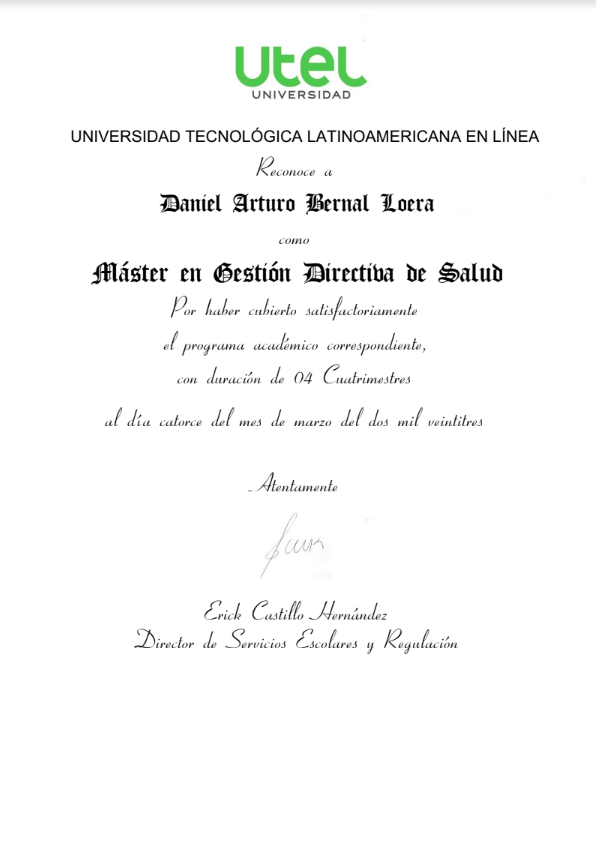 utel
UNIVERSIDAD
UNIVERSIDAD TECNOLÓGICA LATINOAMERICANA EN LÍNEA
Reconoce a
Daniel Arturo Bernal Loera
como
Máster en Gestión Directiva de Salud
Por haber cubierto satisfactoriamente
el programa académico correspondiente,
con duración de 04 Cuatrimestres
al día catorce del mes de marzo del dos mil veintitres
Atentamente
Erick Castillo Hernández
Director de Servicios Escolares y Regulación